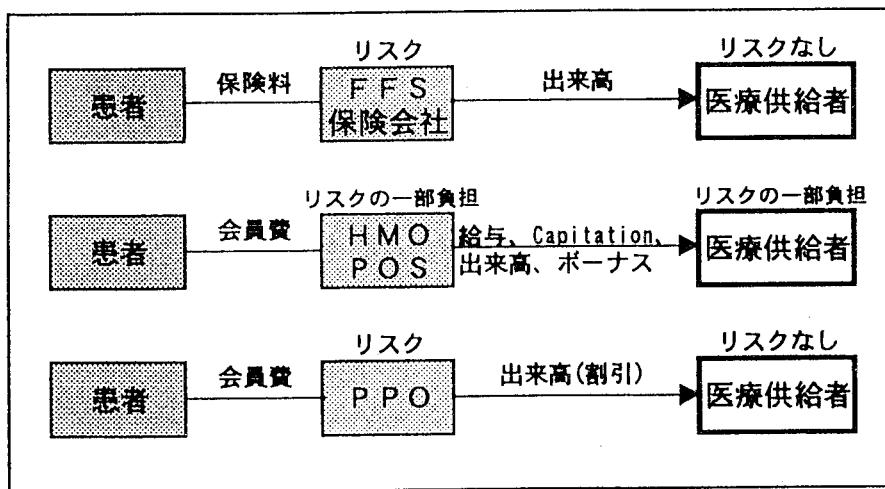 リスク
リスクなし
患者
保険料
FFS
保険会社
出来高
医療供給者
リスクの一部負担
リスクの一部負担
患者
会員費
HMO
POS
給与、Capitation、
出来高、ボーナス
医療供給者
リスク
リスクなし
患者
会員費
PPO
出来高(割引)
医療供給者